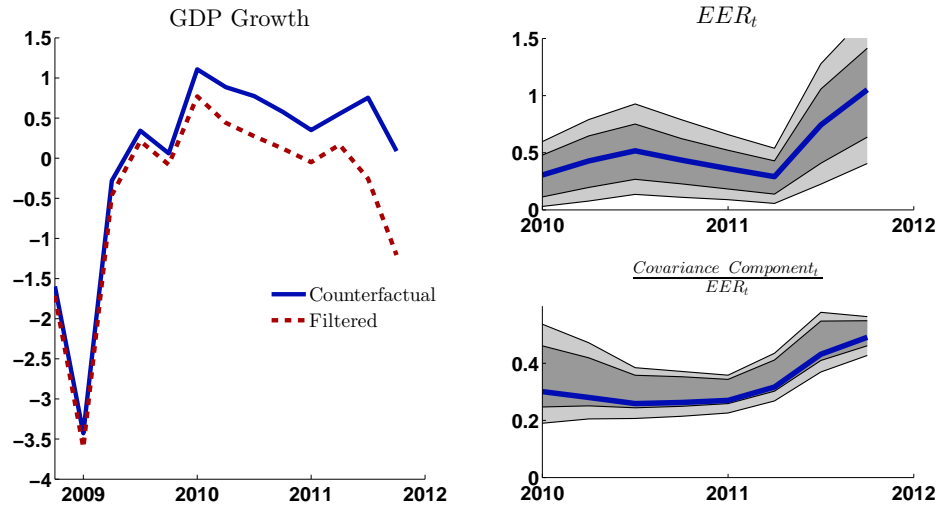 GDP Growth
1.5
1
0.5
0
−0.5
−1
−1.5
−2
−2.5
−3
−3.5
−4
2009 2010 2011 2012
Counterfactual
Filtered
EER_t
1.5
1
0.5
0
2010 2011 2012
Covariance Component_t
EER_t
0.4
0.2
2010 2011 2012